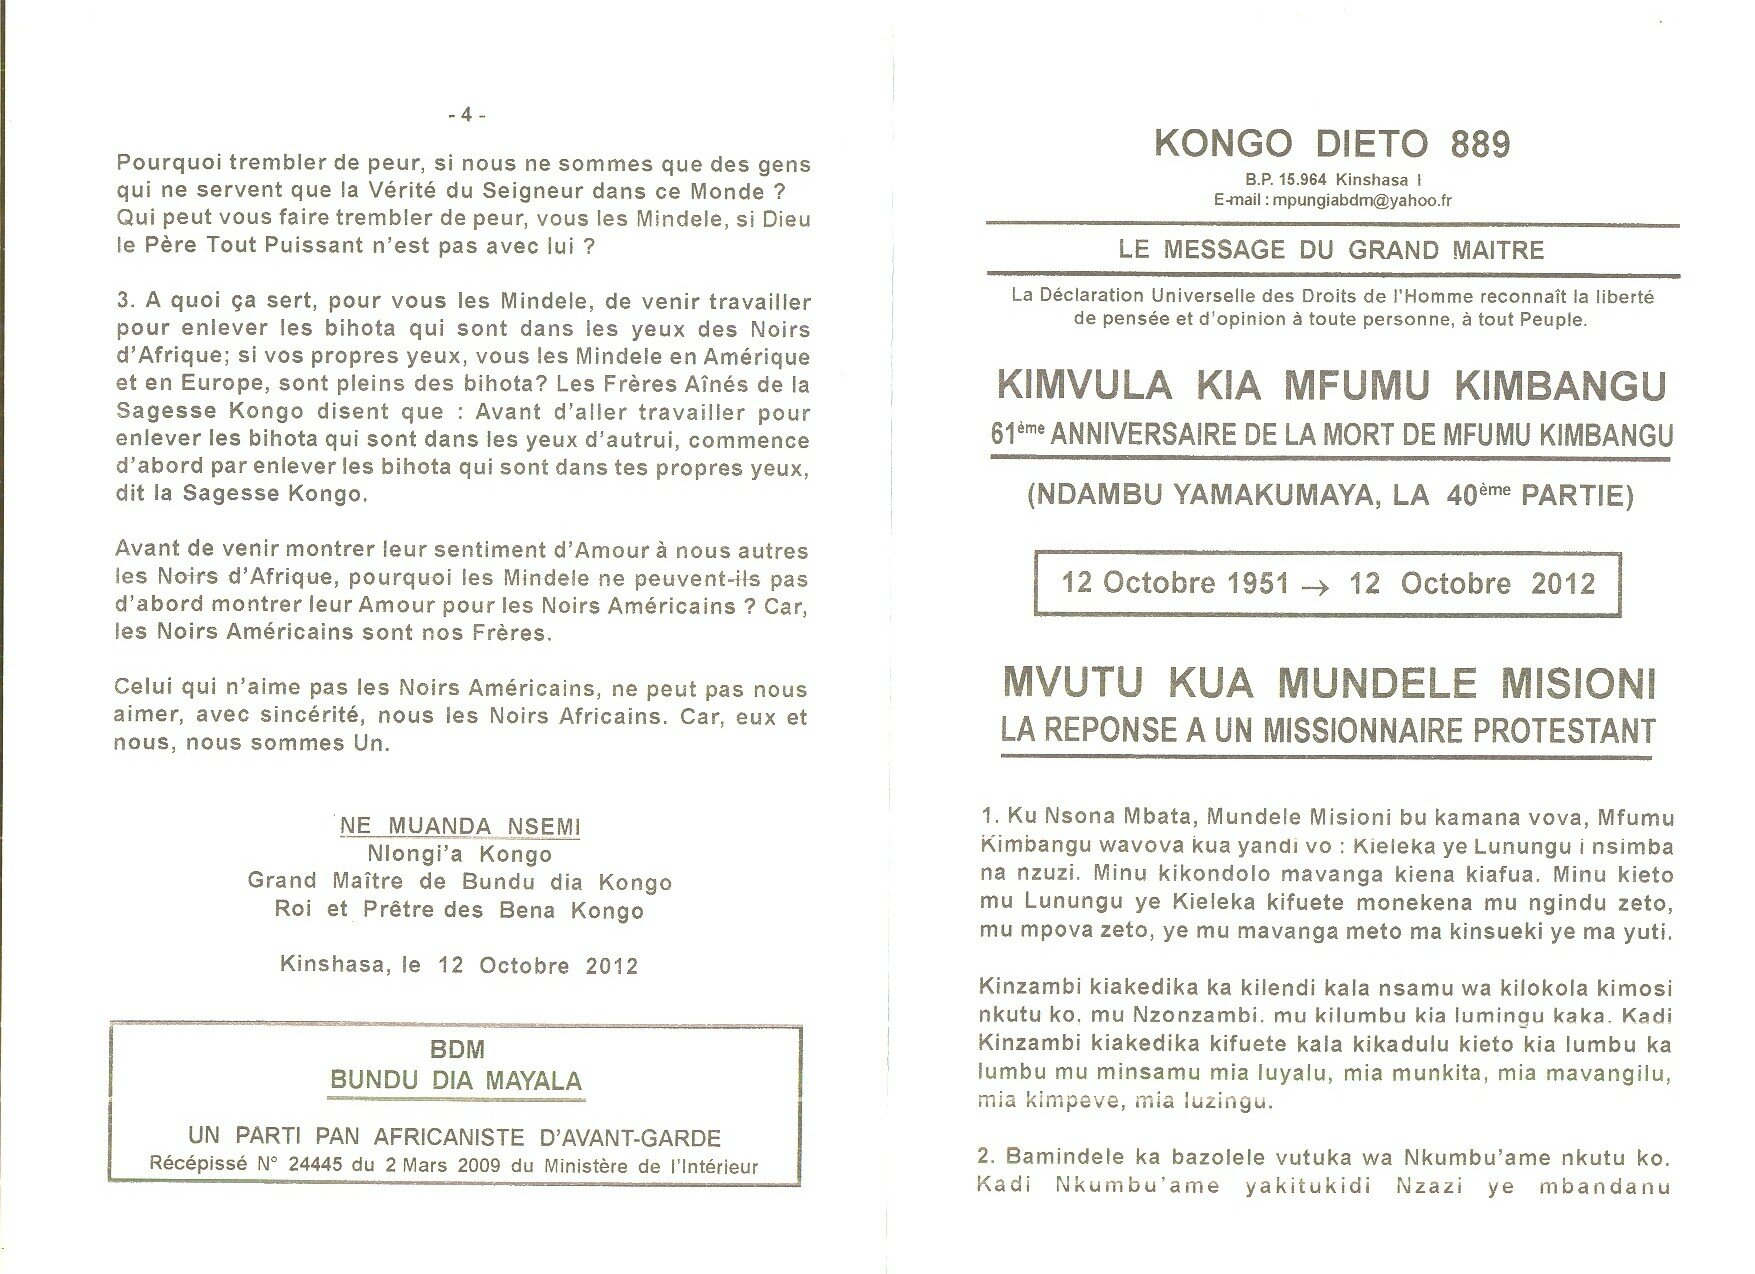 - 4 -
Pourquoi trembler de peur, si nous ne sommes que des gens
qui ne servent que la Vérité du Seigneur dans ce Monde ?
Qui peut vous faire trembler de peur, vous les Mindele, si Dieu
le Père Tout Puissant n'est pas avec lui ?
3. A quoi ça sert, pour vous les Mindele, de venir travailler
pour enlever les bihota qui sont dans les yeux des Noirs
d'Afrique; si vos propres yeux, vous les Mindele en Amérique
et en Europe, sont pleins des bihota? Les Frères Aînés de la
Sagesse Kongo disent que : Avant d'aller travailler pour
enlever les bihota qui sont dans les yeux d'autrui, commence
d'abord par enlever les bihota qui sont dans tes propres yeux,
dit la Sagesse Kongo.
Avant de venir montrer leur sentiment d'Amour à nous autres
les Noirs d'Afrique, pourquoi les Mindele ne peuvent-ils pas
d'abord montrer leur Amour pour les Noirs Américains ? Car,
les Noirs Américains sont nos Frères.
Celui qui n'aime pas les Noirs Américains, ne peut pas nous
aimer, avec sincérité, nous les Noirs Africains. Car, eux et
nous, nous sommes Un.
NE MUANDA NSEMI
Nlongi'a Kongo
Grand Maître de Bundu dia Kongo
Roi et Prêtre des Bena Kongo
Kinshasa, le 12 Octobre 2012
BDM
BUNDU DIA MAYALA
UN PARTI PAN AFRICANISTE D'AVANT-GARDE
Récépissé N° 24445 du 2 Mars 2009 du Ministère de l'Intérieur
KONGO DIETO 889
B.P. 15.964 Kinshasa I
E-mail : mpungiabdm@yahoo.fr
LE MESSAGE DU GRAND MAITRE
La Déclaration Universelle des Droits de l'Homme reconnaît la liberté
de pensée et d'opinion à toute personne, à tout Peuple.
KIMVULA KIA MFUMU KIMBANGU
61ème ANNIVERSAIRE DE LA MORT DE MFUMU KIMBANGU
(NDAMBU YAMAKUMAYA, LA 40ème PARTIE)
12 Octobre 1951 → 12 Octobre 2012
MVUTU KUA MUNDELE MISIONI
LA REPONSE A UN MISSIONNAIRE PROTESTANT
1. Ku Nsona Mbata, Mundele Misioni bu kamana vova, Mfumu
Kimbangu wavova kua yandi vo : Kieleka ye Lunungu i nsimba
na nzuzi. Minu kikondolo mavanga kiena kiafua. Minu kieto
mu Lunungu ye Kieleka kifuete monekena mu ngindu zeto,
mu mpova zeto, ye mu mavanga meto ma kinsueki ye ma yuti.
Kinzambi kiakedika ka kilendi kala nsamu wa kilokola kimosi
nkutu ko, mu Nzonzambi. mu kilumbu kia lumingu kaka. Kadi
Kinzambi kiakedika kifuete kala kikadulu kieto kia lumbu ka
lumbu mu minsamu mia luyalu, mia munkita, mia mavangilu,
mia kimpeve, mia luzingu.
2. Bamindele ka bazolele vutuka wa Nkumbu'ame nkutu ko.
Kadi Nkumbu'ame yakitukidi Nzazi ye mbandanu